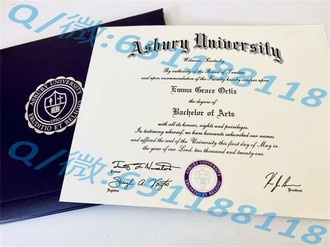 Asbury University
Wilmore, Kentucky
By authority of the Board of Trustees
and upon recommendation of the Faculty hereby confers upon
Emma Grace Ortiz
the degree of
Bachelor of Arts
with all its honors, rights and privileges.
In testimony whereof, we have hereunto subscribed our names
and affixed the seal of the University this first day of May
in the year of our Lord, two thousand and twenty-one.
President
Q/微:691188118
Q/微:691188118